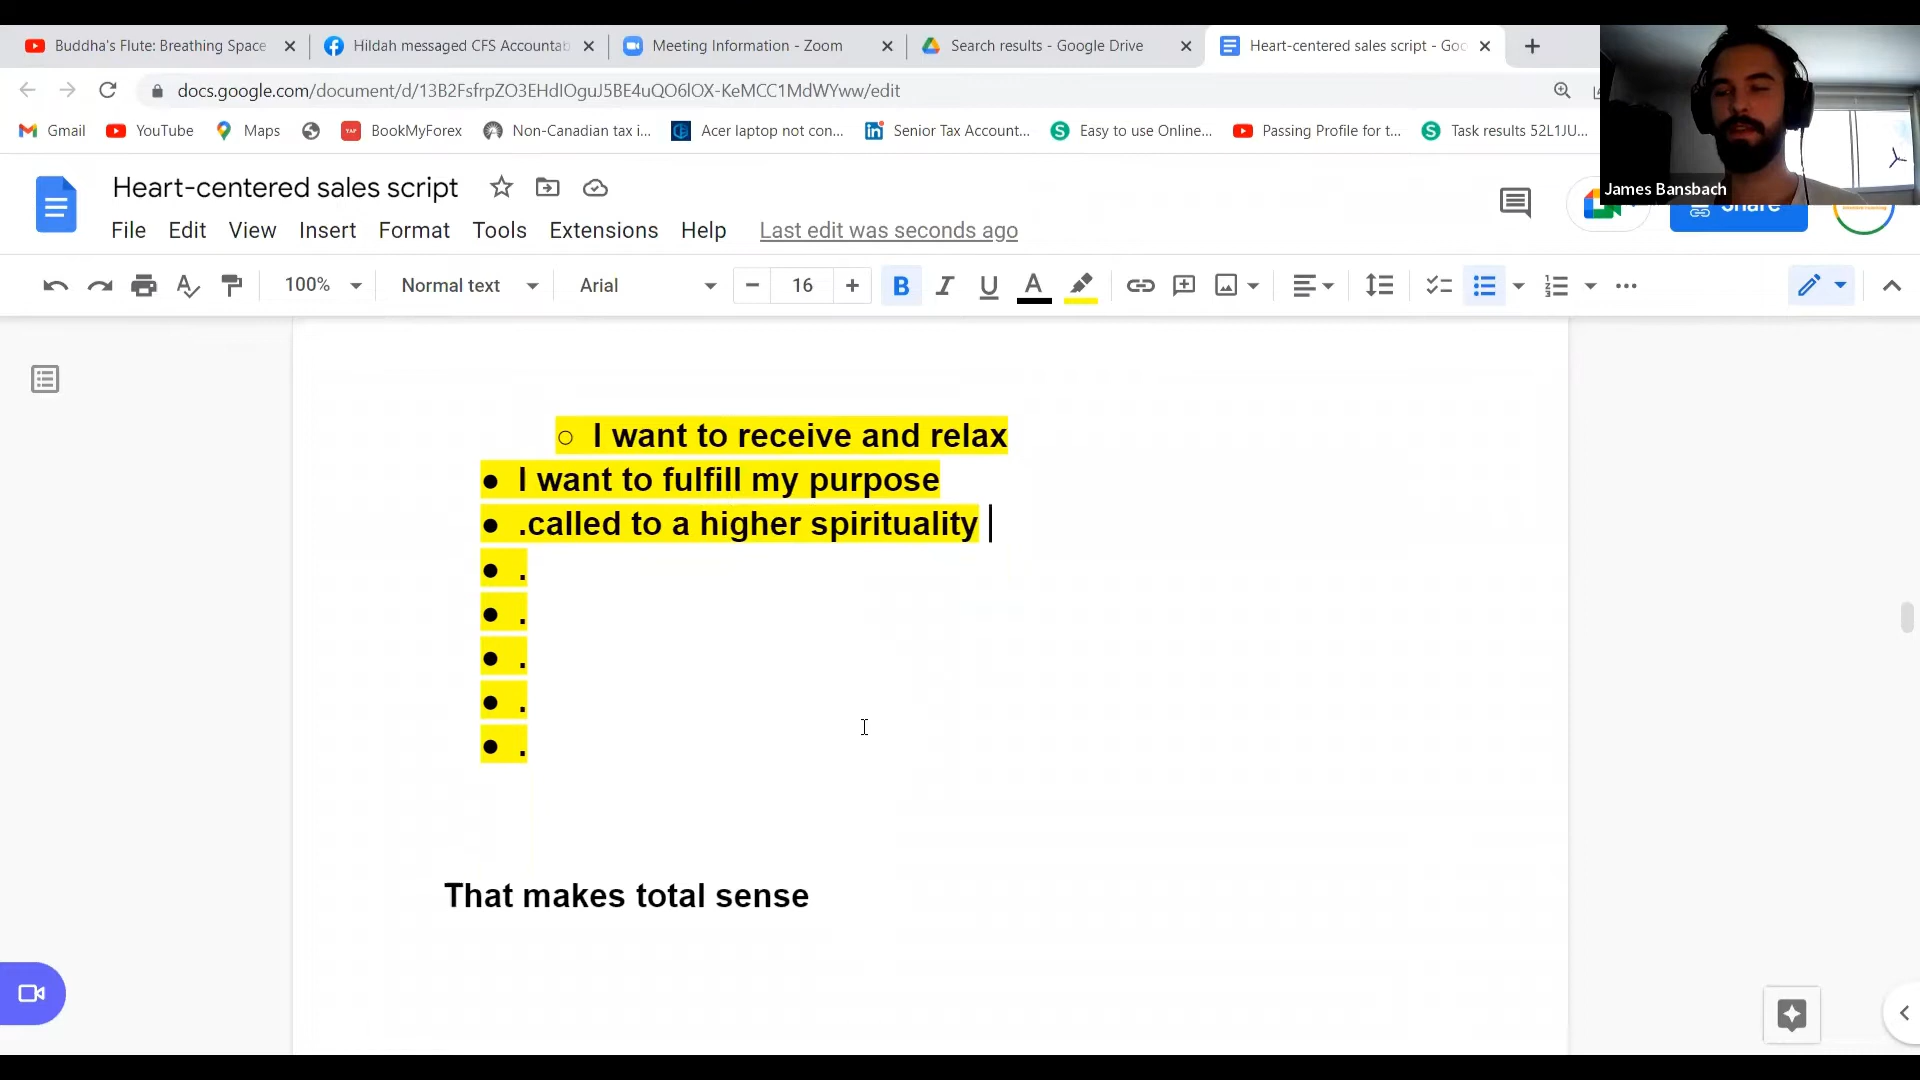 Buddha's Flute: Breathing Space
Hildah messaged CFS Accountab
Meeting Information - Zoom
Search results - Google Drive
Heart-centered sales script - Goo
docs.google.com/document/d/13B2FsfrpZO3EHdIOguJ5BE4uQO6lOX-KeMCC1MdWYww/edit
Gmail
YouTube
Maps
BookMyForex
Non-Canadian tax i...
Acer laptop not con...
Senior Tax Account...
Easy to use Online...
Passing Profile for t...
Task results 52L1JU...
James Bansbach
Heart-centered sales script
Share
File Edit View Insert Format Tools Extensions Help Last edit was seconds ago
100% Normal text Arial − 16 + B I U A
○ I want to receive and relax
● I want to fulfill my purpose
● .called to a higher spirituality
● .
● .
● .
● .
● .
That makes total sense